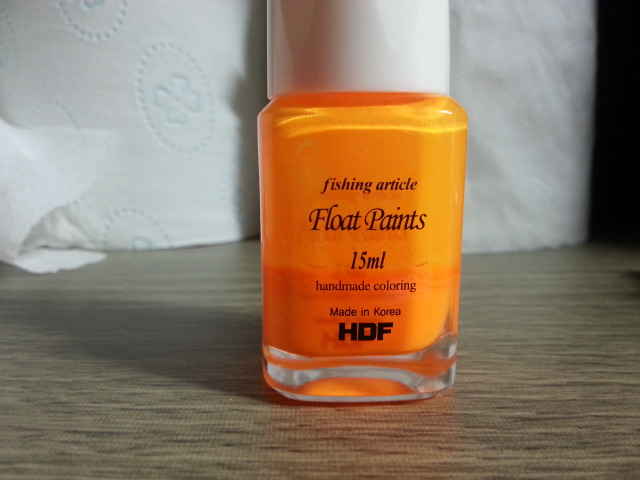 fishing article
Float Paints
15ml
handmade coloring
Made in Korea
HDF